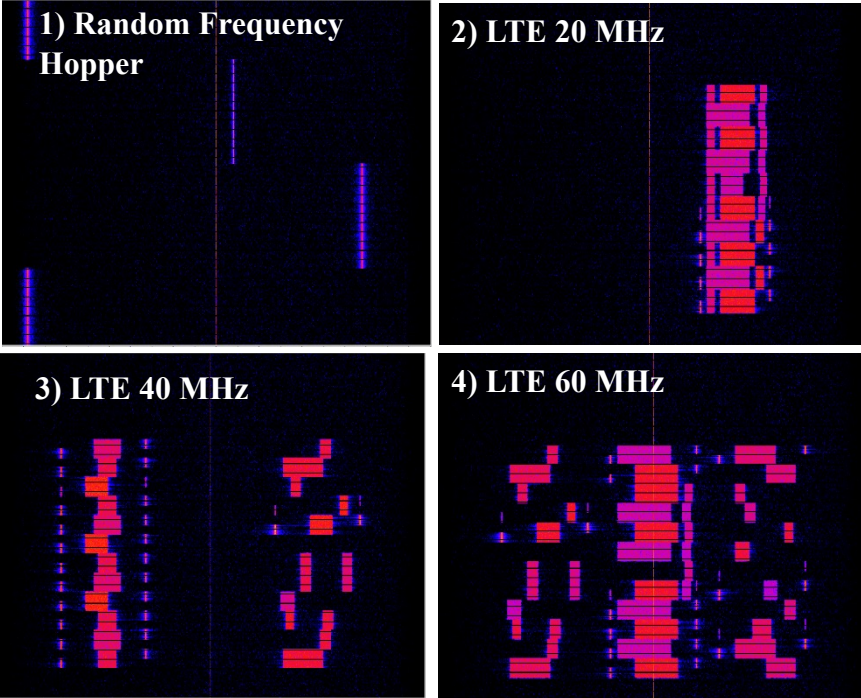 1) Random Frequency
Hopper
2) LTE 20 MHz
3) LTE 40 MHz
4) LTE 60 MHz